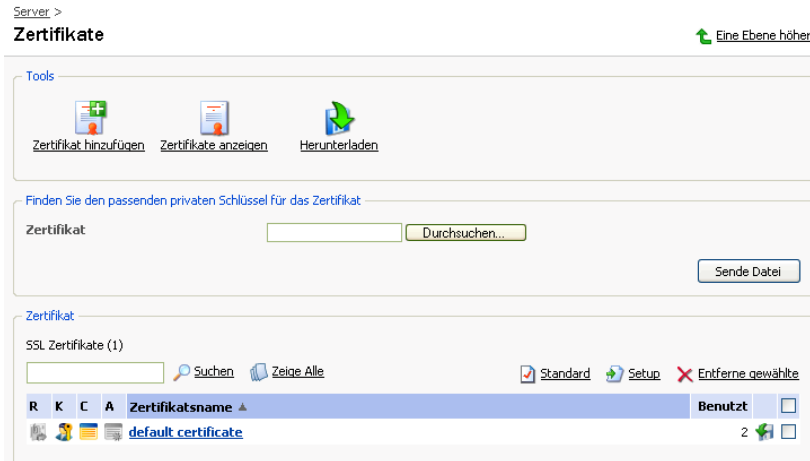 Server >
Zertifikate
Eine Ebene höher
Tools
Zertifikat hinzufügen Zertifikate anzeigen Herunterladen
Finden Sie den passenden privaten Schlüssel für das Zertifikat
Zertifikat Durchsuchen...
Sende Datei
Zertifikat
SSL Zertifikate (1)
Suchen Zeige Alle Standard Setup Entferne gewählte
R K C A Zertifikatsname Benutzt
default certificate 2